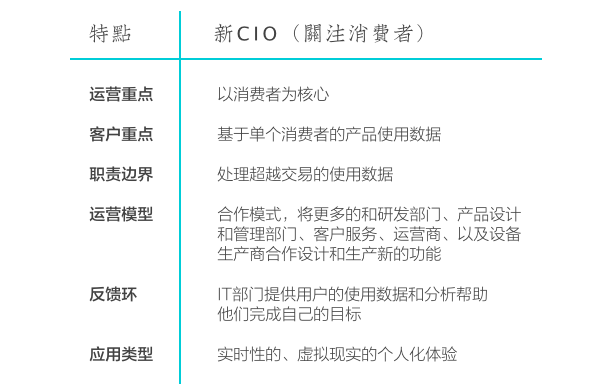 特點 新CIO（關注消費者）
运营重点 以消费者为核心
客户重点 基于单个消费者的产品使用数据
职责边界 处理超越交易的使用数据
运营模型 合作模式，将更多的和研发部门、产品设计
和管理部门、客户服务、运营商、以及设备
生产商合作设计和生产新的功能
反馈环 IT部门提供用户的使用数据和分析帮助
他们完成自己的目标
应用类型 实时性的、虚拟现实的个人化体验